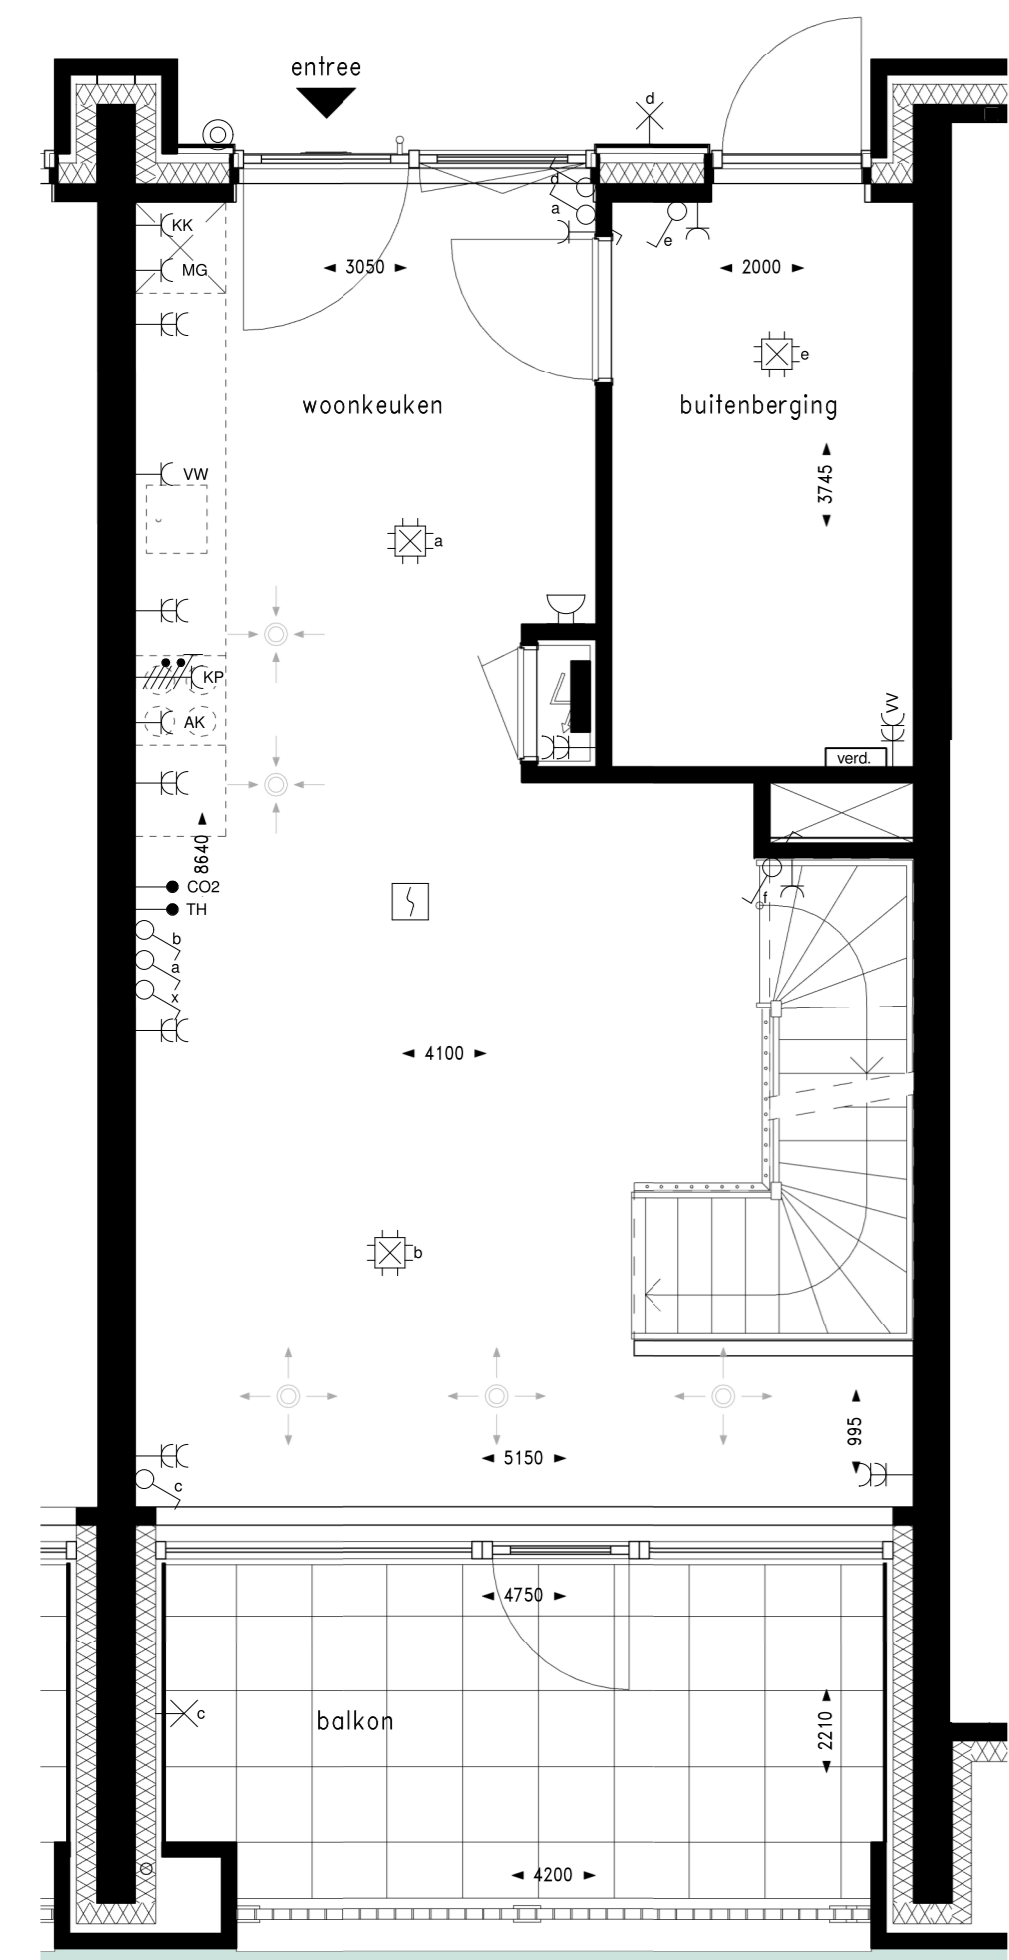 entree
d
d
a
e
KK
MG
3050
2000
e
woonkeuken
buitenberging
3745
VW
a
KP
AK
VV
verd.
8640
CO2
TH
f
b
a
x
4100
b
995
5150
c
4750
c
balkon
2210
4200